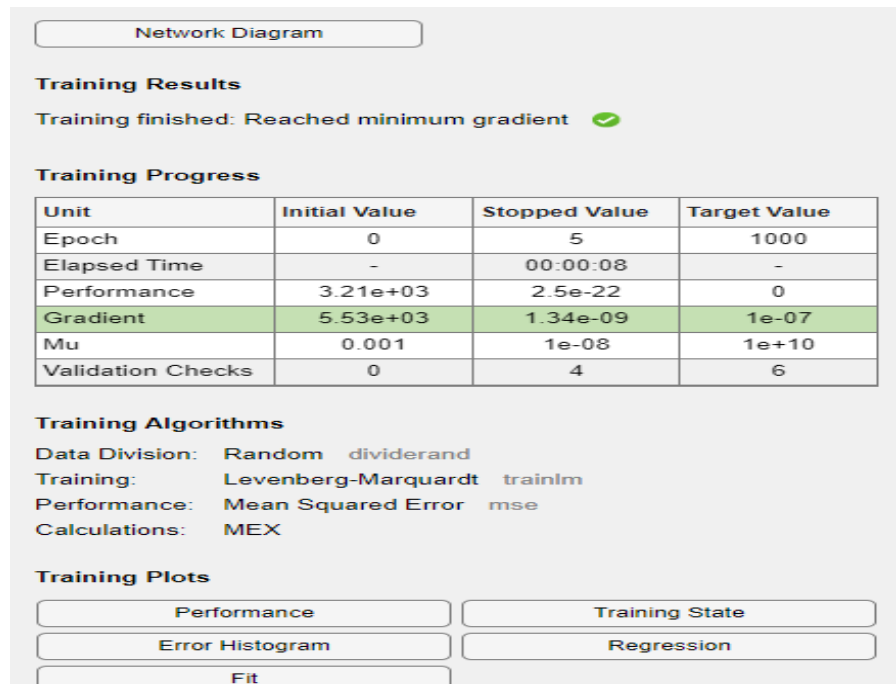 Network Diagram
Training Results
Training finished: Reached minimum gradient
Training Progress
Unit Initial Value Stopped Value Target Value
Epoch 0 5 1000
Elapsed Time - 00:00:08 -
Performance 3.21e+03 2.5e-22 0
Gradient 5.53e+03 1.34e-09 1e-07
Mu 0.001 1e-08 1e+10
Validation Checks 0 4 6
Training Algorithms
Data Division: Random dividerand
Training: Levenberg-Marquardt trainlm
Performance: Mean Squared Error mse
Calculations: MEX
Training Plots
Performance Training State
Error Histogram Regression
Fit